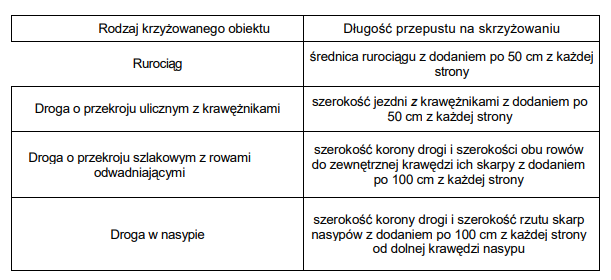 Rodzaj krzyżowanego obiektu
Długość przepustu na skrzyżowaniu
Rurociąg
średnica rurociągu z dodaniem po 50 cm z każdej
strony
Droga o przekroju ulicznym z krawężnikami
szerokość jezdni z krawężnikami z dodaniem po
50 cm z każdej strony
Droga o przekroju szlakowym z rowami
odwadniającymi
szerokość korony drogi i szerokości obu rowów
do zewnętrznej krawędzi ich skarpy z dodaniem
po 100 cm z każdej strony
Droga w nasypie
szerokość korony drogi i szerokość rzutu skarp
nasypów z dodaniem po 100 cm z każdej strony
od dolnej krawędzi nasypu